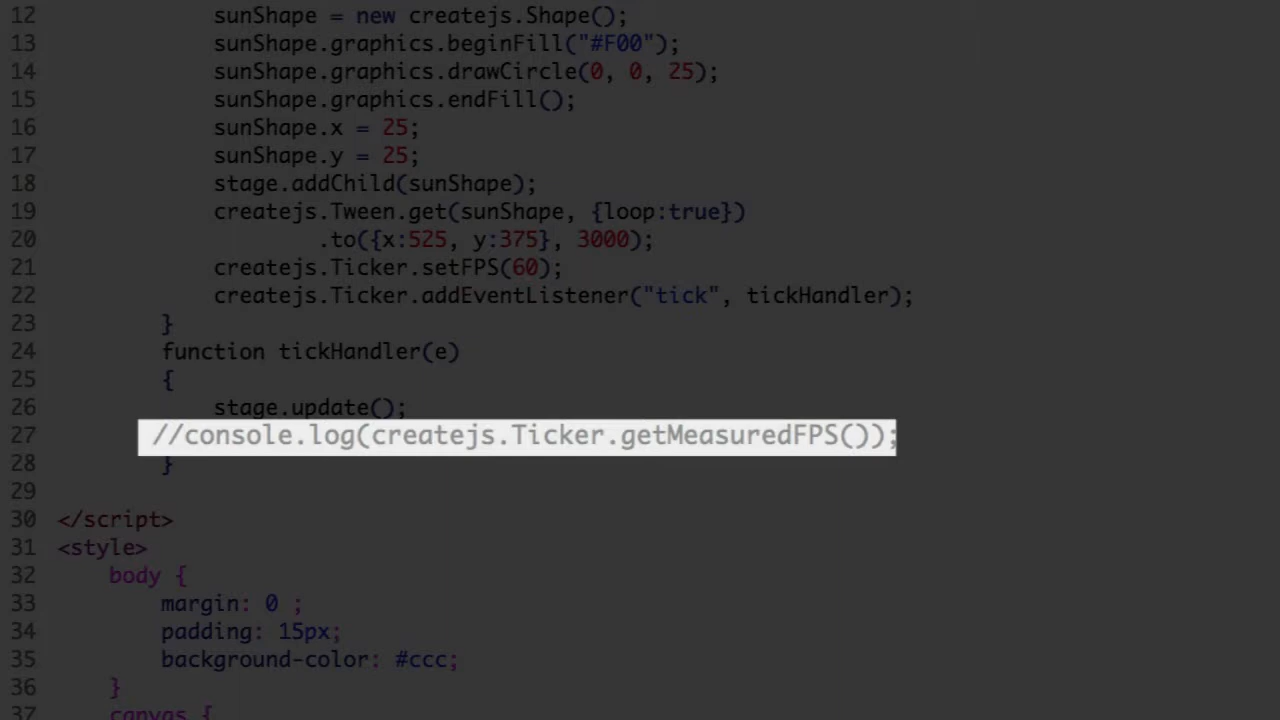 12 sunShape = new createjs.Shape();
13 sunShape.graphics.beginFill("#F00");
14 sunShape.graphics.drawCircle(0, 0, 25);
15 sunShape.graphics.endFill();
16 sunShape.x = 25;
17 sunShape.y = 25;
18 stage.addChild(sunShape);
19 createjs.Tween.get(sunShape, {loop:true})
20 .to({x:525, y:375}, 3000);
21 createjs.Ticker.setFPS(60);
22 createjs.Ticker.addEventListener("tick", tickHandler);
23 }
24 function tickHandler(e)
25 {
26 stage.update();
27 //console.log(createjs.Ticker.getMeasuredFPS());
28 }
29
30 </script>
31 <style>
32 body {
33 margin: 0 ;
34 padding: 15px;
35 background-color: #ccc;
36 }
37 canvas {